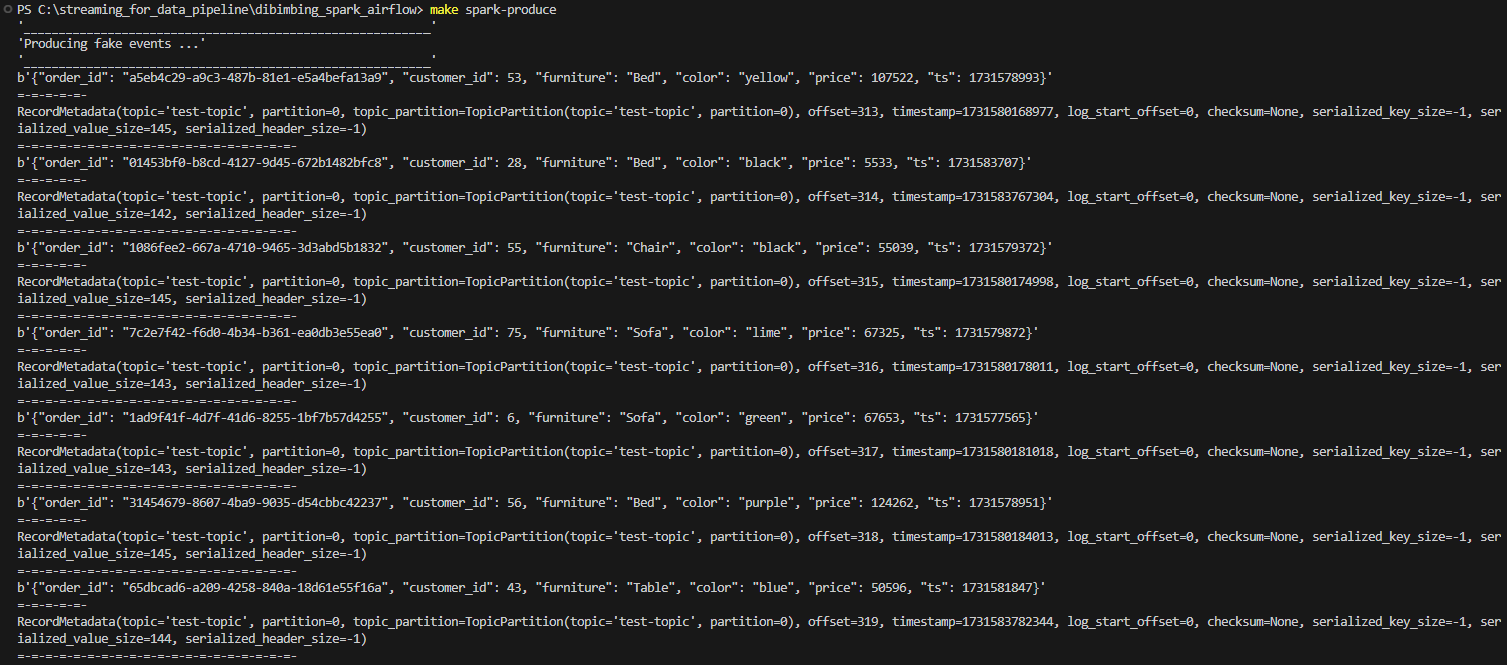 PS C:\streaming_for_data_pipeline\dibimbing_spark_airflow> make spark-produce
'__________________________________________________________'
'Producing fake events ...'
'__________________________________________________________'
b'{"order_id": "a5eb4c29-a9c3-487b-81e1-e5a4befa13a9", "customer_id": 53, "furniture": "Bed", "color": "yellow", "price": 107522, "ts": 1731578993}'
=-=-=-=-=-
RecordMetadata(topic='test-topic', partition=0, topic_partition=TopicPartition(topic='test-topic', partition=0), offset=313, timestamp=1731580168977, log_start_offset=0, checksum=None, serialized_key_size=-1, ser
ialized_value_size=145, serialized_header_size=-1)
=-=-=-=-=-=-=-=-=-=-=-=-=-=-=-=-=-=-=-=-
b'{"order_id": "01453bf0-b8cd-4127-9d45-672b1482bfc8", "customer_id": 28, "furniture": "Bed", "color": "black", "price": 5533, "ts": 1731583707}'
=-=-=-=-=-
RecordMetadata(topic='test-topic', partition=0, topic_partition=TopicPartition(topic='test-topic', partition=0), offset=314, timestamp=1731583767304, log_start_offset=0, checksum=None, serialized_key_size=-1, ser
ialized_value_size=142, serialized_header_size=-1)
=-=-=-=-=-=-=-=-=-=-=-=-=-=-=-=-=-=-=-=-
b'{"order_id": "1086fee2-667a-4710-9465-3d3abd5b1832", "customer_id": 55, "furniture": "Chair", "color": "black", "price": 55039, "ts": 1731579372}'
=-=-=-=-=-
RecordMetadata(topic='test-topic', partition=0, topic_partition=TopicPartition(topic='test-topic', partition=0), offset=315, timestamp=1731580174998, log_start_offset=0, checksum=None, serialized_key_size=-1, ser
ialized_value_size=145, serialized_header_size=-1)
=-=-=-=-=-=-=-=-=-=-=-=-=-=-=-=-=-=-=-=-
b'{"order_id": "7c2e7f42-f6d0-4b34-b361-ea0db3e55ea0", "customer_id": 75, "furniture": "Sofa", "color": "lime", "price": 67325, "ts": 1731579872}'
=-=-=-=-=-
RecordMetadata(topic='test-topic', partition=0, topic_partition=TopicPartition(topic='test-topic', partition=0), offset=316, timestamp=1731580178011, log_start_offset=0, checksum=None, serialized_key_size=-1, ser
ialized_value_size=143, serialized_header_size=-1)
=-=-=-=-=-=-=-=-=-=-=-=-=-=-=-=-=-=-=-=-
b'{"order_id": "1ad9f41f-4d7f-41d6-8255-1bf7b57d4255", "customer_id": 6, "furniture": "Sofa", "color": "green", "price": 67653, "ts": 1731577565}'
=-=-=-=-=-
RecordMetadata(topic='test-topic', partition=0, topic_partition=TopicPartition(topic='test-topic', partition=0), offset=317, timestamp=1731580181018, log_start_offset=0, checksum=None, serialized_key_size=-1, ser
ialized_value_size=143, serialized_header_size=-1)
=-=-=-=-=-=-=-=-=-=-=-=-=-=-=-=-=-=-=-=-
b'{"order_id": "31454679-8607-4ba9-9035-d54cbbc42237", "customer_id": 56, "furniture": "Bed", "color": "purple", "price": 124262, "ts": 1731578951}'
=-=-=-=-=-
RecordMetadata(topic='test-topic', partition=0, topic_partition=TopicPartition(topic='test-topic', partition=0), offset=318, timestamp=1731580184013, log_start_offset=0, checksum=None, serialized_key_size=-1, ser
ialized_value_size=145, serialized_header_size=-1)
=-=-=-=-=-=-=-=-=-=-=-=-=-=-=-=-=-=-=-=-
b'{"order_id": "65dbcad6-a209-4258-840a-18d61e55f16a", "customer_id": 43, "furniture": "Table", "color": "blue", "price": 50596, "ts": 1731581847}'
=-=-=-=-=-
RecordMetadata(topic='test-topic', partition=0, topic_partition=TopicPartition(topic='test-topic', partition=0), offset=319, timestamp=1731583782344, log_start_offset=0, checksum=None, serialized_key_size=-1, ser
ialized_value_size=144, serialized_header_size=-1)
=-=-=-=-=-=-=-=-=-=-=-=-=-=-=-=-=-=-=-=-